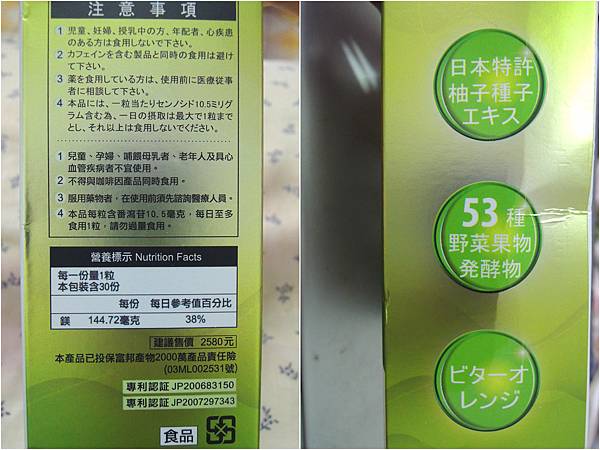 注意事項
1 児童、妊婦、授乳中の方、年配者、心疾患
のある方は食用しないで下さい。
2 カフェインを含む製品と同時の食用は避け
て下さい。
3 薬を食用している方は、使用前に医療従事
者に相談して下さい。
4 本品には、一粒当たりセンノシド10.5ミリグ
ラム含む為、一日の摂取は最大で1粒まで
とし、それ以上は食用しないでください。
1 兒童、孕婦、哺餵母乳者、老年人及具心
血管疾病者不宜使用。
2 不得與咖啡因產品同時食用。
3 服用藥物者，在使用前須先諮詢醫療人員。
4 本品每粒含番瀉苷10.5毫克，每日至多
食用1粒，請勿過量食用。
營養標示 Nutrition Facts
每一份量1粒
本包裝含30份
每份 每日參考值百分比
鎂 144.72毫克 38%
建議售價 2580元
本產品已投保富邦產物2000萬產品責任險
(03ML002531號)
專利認証 JP200683150
專利認証 JP2007297343
食品
日本特許
柚子種子
エキス
53種
野菜果物
発酵物
ビターオ
レンジ